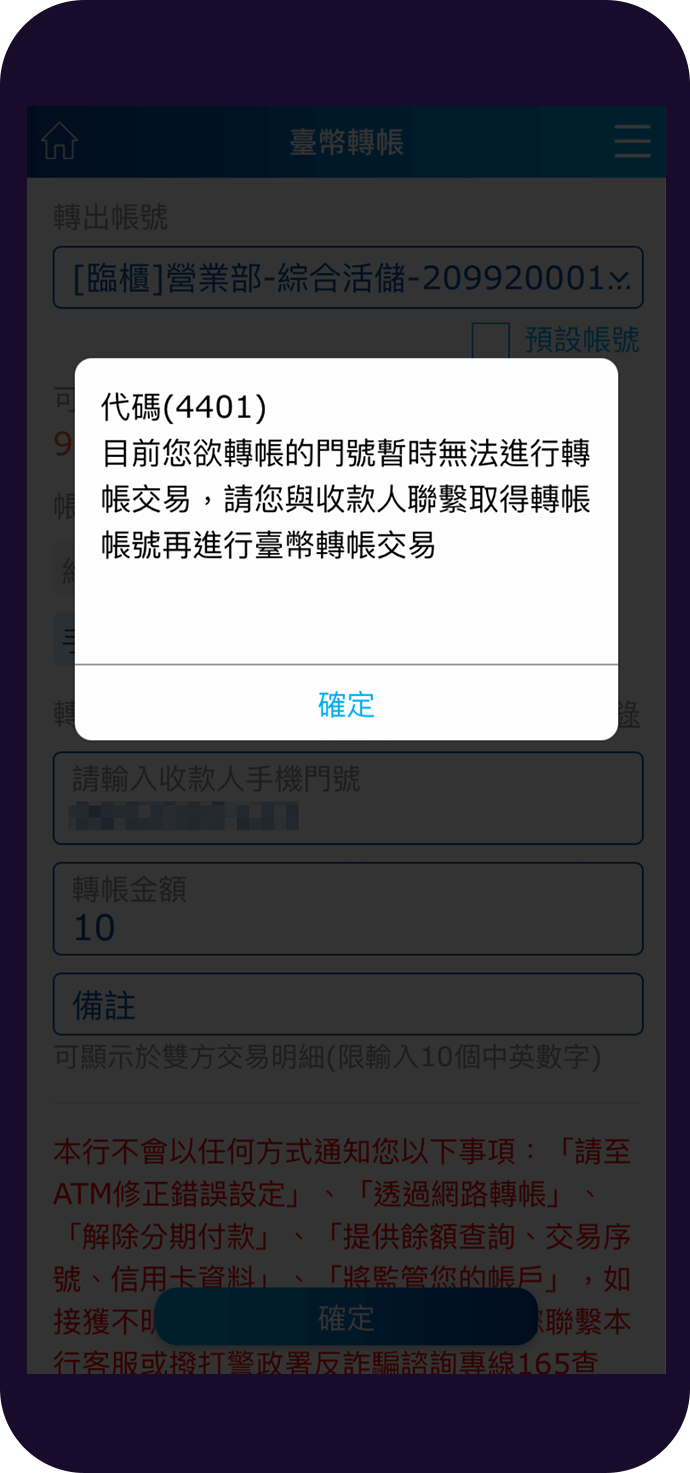 臺幣轉帳
轉出帳號
[臨櫃]營業部-綜合活儲-209920001...
預設帳號
可
9
帳
代碼(4401)
目前您欲轉帳的門號暫時無法進行轉
帳交易，請您與收款人聯繫取得轉帳
帳號再進行臺幣轉帳交易
確定
轉
錄
請輸入收款人手機門號
轉帳金額
10
備註
可顯示於雙方交易明細(限輸入10個中英數字)
本行不會以任何方式通知您以下事項：「請至
ATM修正錯誤設定」、「透過網路轉帳」、
「解除分期付款」、「提供餘額查詢、交易序
號、信用卡資料」、「將監管您的帳戶」，如
接獲不明
聯繫本
確定
行客服或撥打警政署反詐騙諮詢專線165查